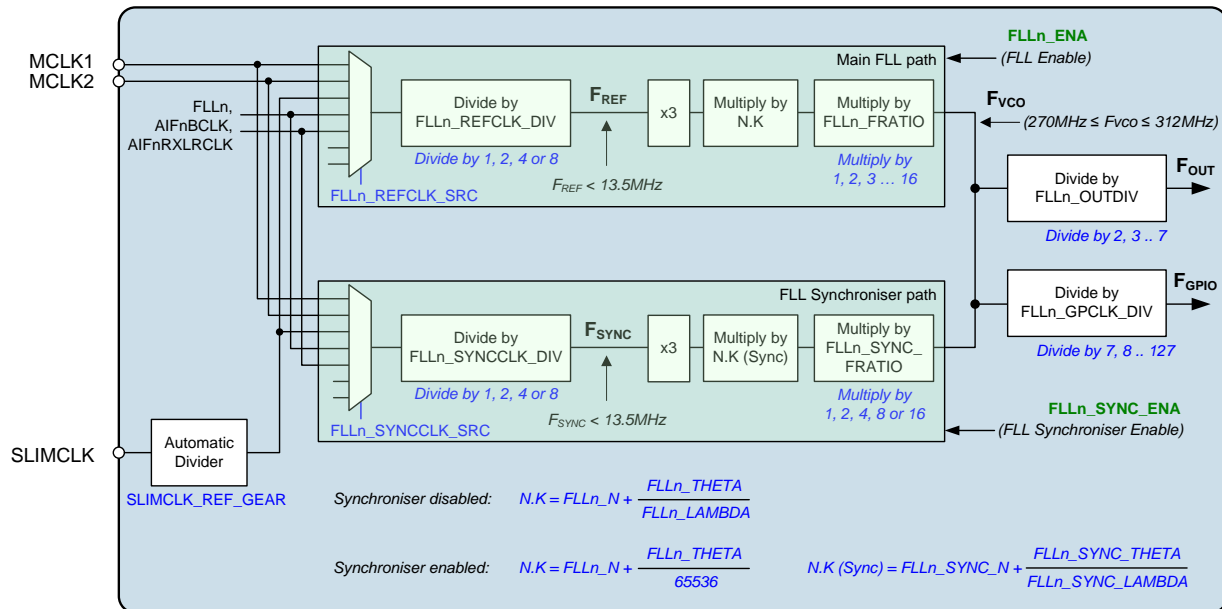 MCLK1
MCLK2
FLLn,
AIFnBCLK,
AIFnRXLRCLK
Main FLL path
Divide by
FLLn_REFCLK_DIV
Divide by 1, 2, 4 or 8
FLLn_REFCLK_SRC
FREF
FREF < 13.5MHz
x3
Multiply by
N.K
Multiply by
FLLn_FRATIO
Multiply by
1, 2, 3 … 16
FLLn_ENA
(FLL Enable)
FVCO
(270MHz ≤ Fvco ≤ 312MHz)
Divide by
FLLn_OUTDIV
Divide by 2, 3 .. 7
FOUT
FLL Synchroniser path
Divide by
FLLn_SYNCCLK_DIV
Divide by 1, 2, 4 or 8
FLLn_SYNCCLK_SRC
FSYNC
FSYNC < 13.5MHz
x3
Multiply by
N.K (Sync)
Multiply by
FLLn_SYNC_
FRATIO
Multiply by
1, 2, 4, 8 or 16
Divide by
FLLn_GPCLK_DIV
Divide by 7, 8 .. 127
FGPIO
FLLn_SYNC_ENA
(FLL Synchroniser Enable)
SLIMCLK
Automatic
Divider
SLIMCLK_REF_GEAR
Synchroniser disabled:
N.K = FLLn_N +
FLLn_THETA
FLLn_LAMBDA
Synchroniser enabled:
N.K = FLLn_N +
FLLn_THETA
65536
N.K (Sync) = FLLn_SYNC_N +
FLLn_SYNC_THETA
FLLn_SYNC_LAMBDA